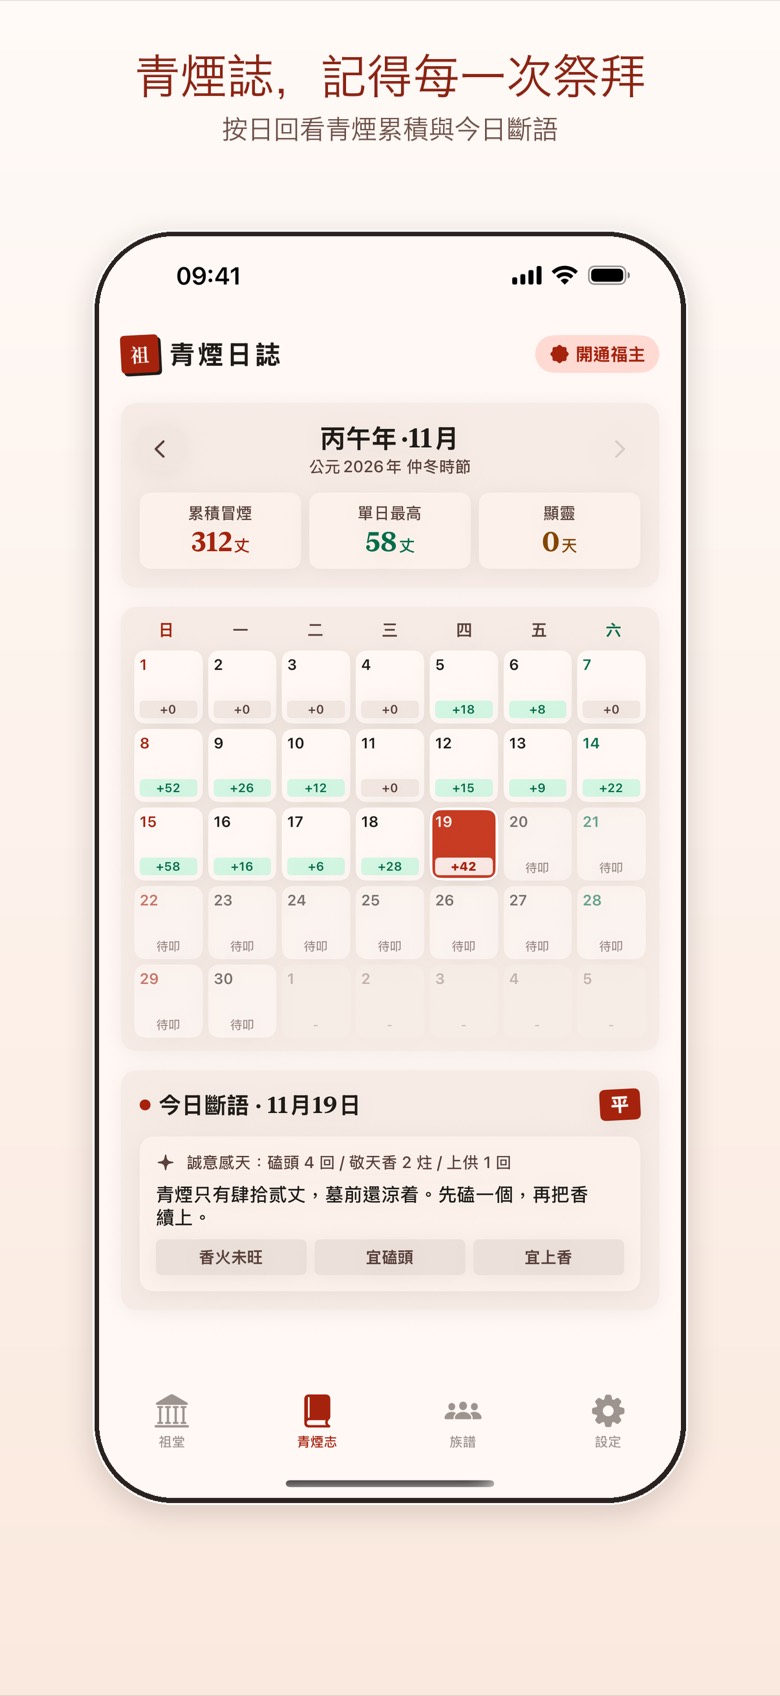 青煙誌，記得每一次祭拜
按日回看青煙累積與今日斷語
09:41
祖 青煙日誌 開通福主
丙午年·11月
公元2026年 仲冬時節
累積冒煙 單日最高 顯靈
312丈 58丈 0天
日 一 二 三 四 五 六
1 2 3 4 5 6 7
+0 +0 +0 +0 +18 +8 +0
8 9 10 11 12 13 14
+52 +26 +12 +0 +15 +9 +22
15 16 17 18 19 20 21
+58 +16 +6 +28 +42 待叩 待叩
22 23 24 25 26 27 28
待叩 待叩 待叩 待叩 待叩 待叩 待叩
29 30 1 2 3 4 5
待叩 待叩 - - - - -
今日斷語·11月19日 平
誠意感天：磕頭 4 回 / 敬天香 2 炷 / 上供 1 回
青煙只有肆拾貳丈，墓前還涼着。先磕一個，再把香
續上。
香火未旺 宜磕頭 宜上香
祖堂 青煙志 族譜 設定